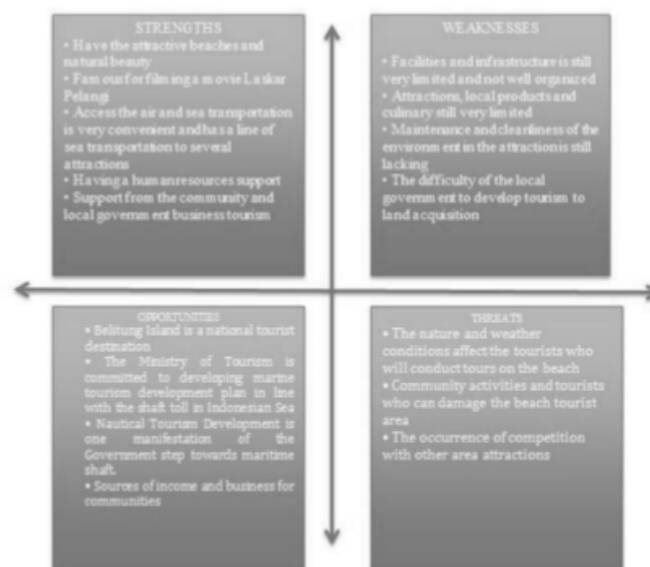 STRENGTHS
• Have the attractive beaches and
natural beauty
• Famous for filming a movie Laskar
Pelangi
• Access the air and sea transportation
is very convenient and has a line of
sea transportation to several
attractions
• Having a human resources support
• Support from the community and
local government business tourism
WEAKNESSES
• Facilities and infrastructure is still
very limited and not well organized
• Attractions, local products and
culinary still very limited
• Maintenance and cleanliness of the
environment in the attraction is still
lacking
• The difficulty of the local
government to develop tourism to
land acquisition
OPPORTUNITIES
• Belitung Island is a national tourist
destination
• The Ministry of Tourism is
committed to developing marine
tourism development plan in line
with the shaft toll in Indonesian Sea
• Nautical Tourism Development is
one manifestation of the
Government step towards maritime
shaft.
• Sources of income and business for
communities
THREATS
• The nature and weather
conditions affect the tourists who
will conduct tours on the beach
• Community activities and tourists
who can damage the beach tourist
area
• The occurrence of competition
with other area attractions